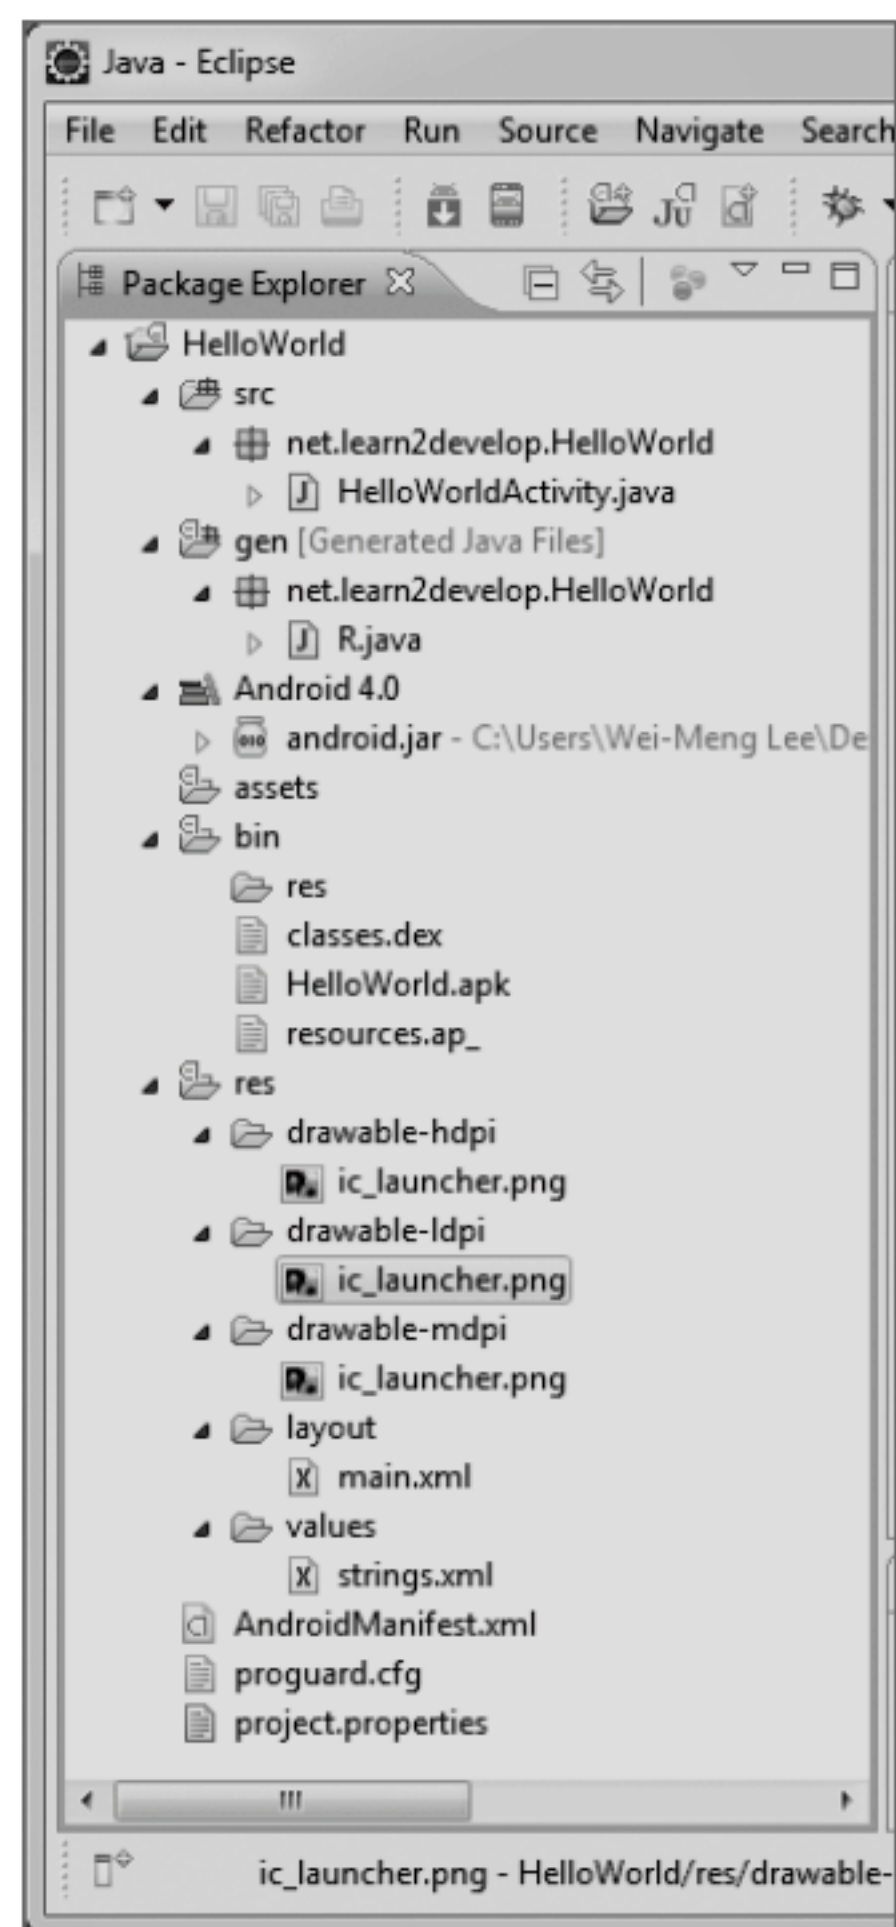 Java - Eclipse
File Edit Refactor Run Source Navigate Search
Package Explorer
HelloWorld
src
net.learn2develop.HelloWorld
HelloWorldActivity.java
gen [Generated Java Files]
net.learn2develop.HelloWorld
R.java
Android 4.0
android.jar - C:\Users\Wei-Meng Lee\De
assets
bin
res
classes.dex
HelloWorld.apk
resources.ap_
res
drawable-hdpi
ic_launcher.png
drawable-ldpi
ic_launcher.png
drawable-mdpi
ic_launcher.png
layout
main.xml
values
strings.xml
AndroidManifest.xml
proguard.cfg
project.properties
ic_launcher.png - HelloWorld/res/drawable-